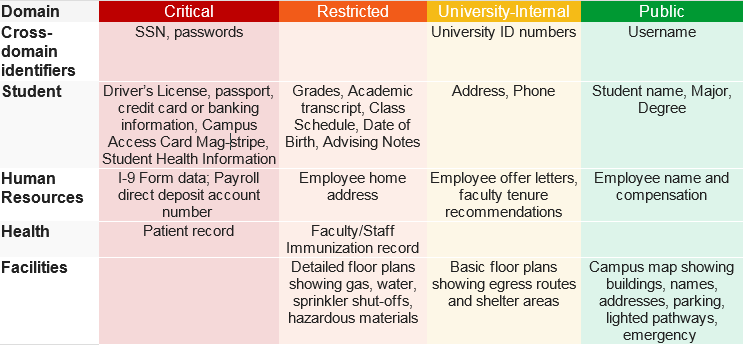 Domain Critical Restricted University-Internal Public
Cross-domain identifiers
SSN, passwords
University ID numbers
Username
Student
Driver's License, passport,
credit card or banking
information, Campus
Access Card Mag-stripe,
Student Health Information
Grades, Academic
transcript, Class
Schedule, Date of
Birth, Advising Notes
Address, Phone
Student name, Major,
Degree
Human
Resources
I-9 Form data; Payroll
direct deposit account
number
Employee home
address
Employee offer letters,
faculty tenure
recommendations
Employee name and
compensation
Health
Patient record
Faculty/Staff
Immunization record
Facilities
Detailed floor plans
showing gas, water,
sprinkler shut-offs,
hazardous materials
Basic floor plans
showing egress routes
and shelter areas
Campus map showing
buildings, names,
addresses, parking,
lighted pathways,
emergency